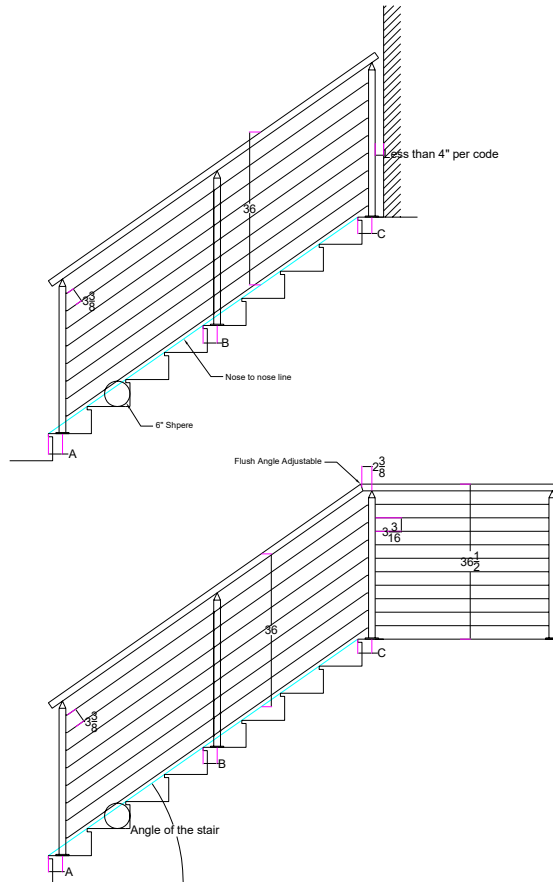 Less than 4" per code
36
C
3 3/8
B
Nose to nose line
6" Shpere
A
Flush Angle Adjustable
2 3/8
3 3/16
36 1/2
36
C
3 3/8
B
Angle of the stair
A